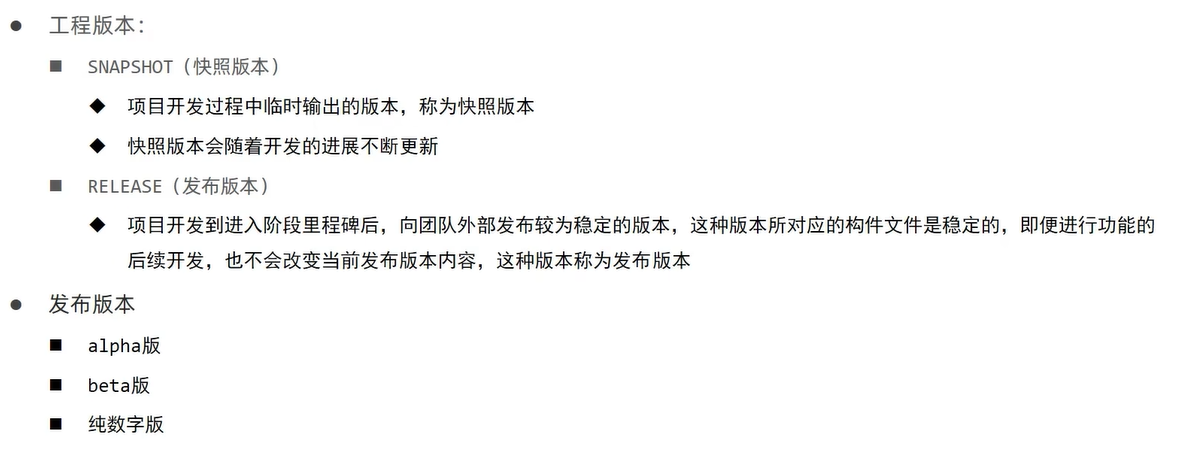 ● 工程版本：
■ SNAPSHOT（快照版本）
◆ 项目开发过程中临时输出的版本，称为快照版本
◆ 快照版本会随着开发的进展不断更新
■ RELEASE（发布版本）
◆ 项目开发到进入阶段里程碑后，向团队外部发布较为稳定的版本，这种版本所对应的构件文件是稳定的，即便进行功能的
后续开发，也不会改变当前发布版本内容，这种版本称为发布版本
● 发布版本
■ alpha版
■ beta版
■ 纯数字版